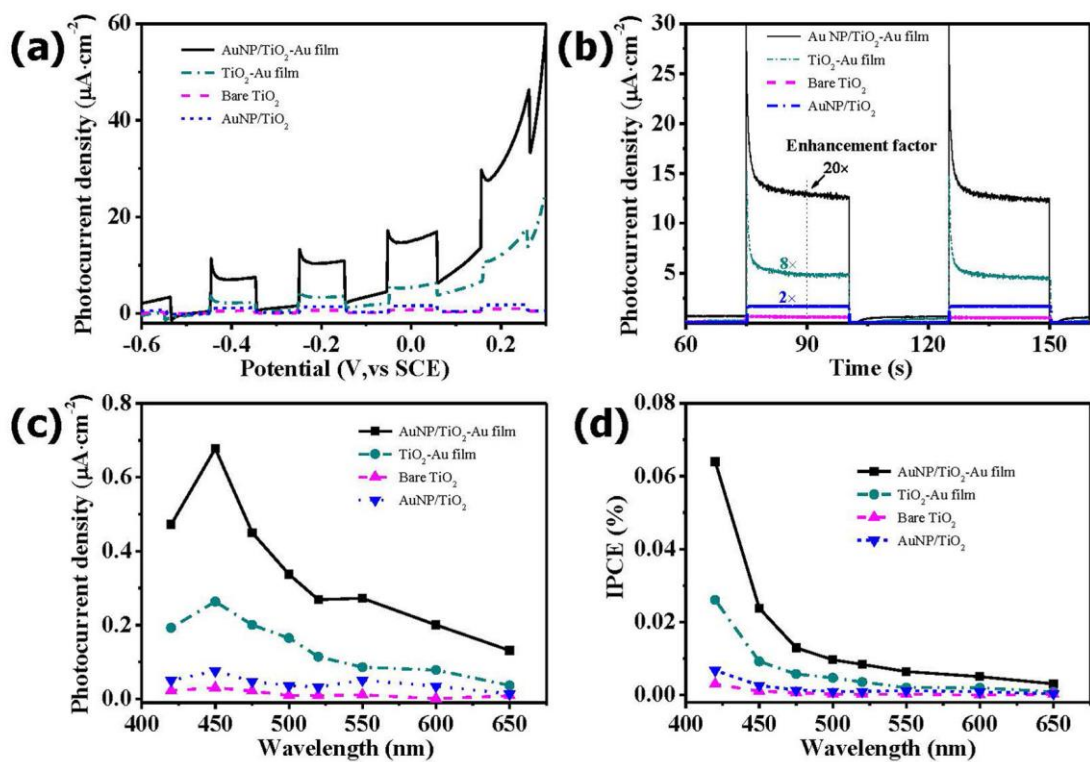 (a)
Photocurrent density (μA·cm⁻²)
60
40
20
0
AuNP/TiO₂-Au film
TiO₂-Au film
Bare TiO₂
AuNP/TiO₂
-0.6 -0.4 -0.2 0.0 0.2
Potential (V,vs SCE)
(b)
Photocurrent density (μA·cm⁻²)
30
25
20
15
10
5
Au NP/TiO₂-Au film
TiO₂-Au film
Bare TiO₂
AuNP/TiO₂
Enhancement factor
20×
8×
2×
60 90 120 150
Time (s)
(c)
Photocurrent density (μA·cm⁻²)
0.8
0.6
0.4
0.2
0.0
AuNP/TiO₂-Au film
TiO₂-Au film
Bare TiO₂
AuNP/TiO₂
400 450 500 550 600 650
Wavelength (nm)
(d)
IPCE (%)
0.08
0.06
0.04
0.02
0.00
AuNP/TiO₂-Au film
TiO₂-Au film
Bare TiO₂
AuNP/TiO₂
400 450 500 550 600 650
Wavelength (nm)